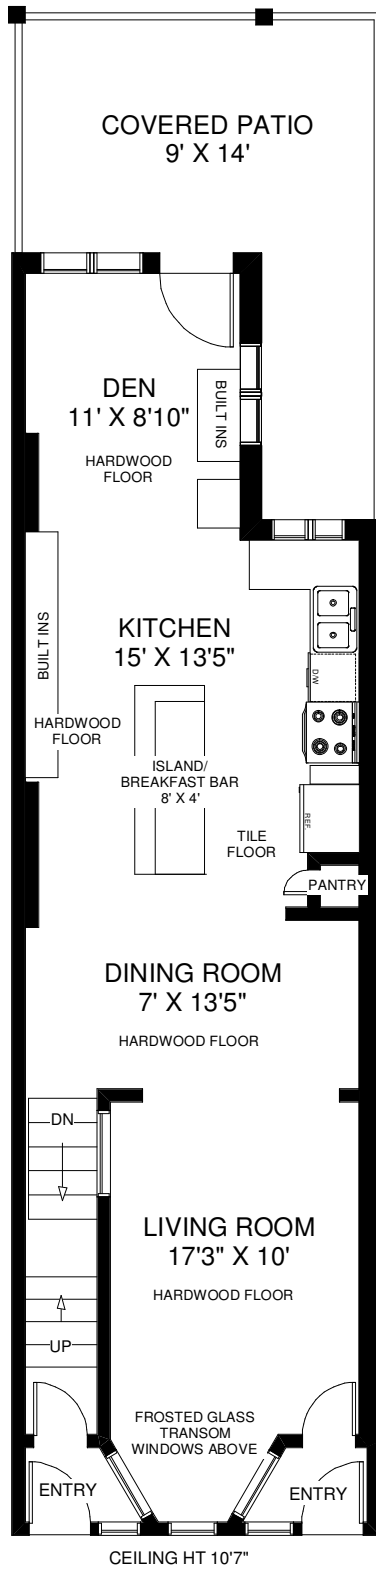 COVERED PATIO
9' X 14'
DEN
11' X 8'10"
BUILT INS
HARDWOOD
FLOOR
BUILT INS
KITCHEN
15' X 13'5"
D/W
HARDWOOD
FLOOR
ISLAND/
BREAKFAST BAR
8' X 4'
REF.
TILE
FLOOR
PANTRY
DINING ROOM
7' X 13'5"
HARDWOOD FLOOR
DN
LIVING ROOM
17'3" X 10'
HARDWOOD FLOOR
UP
FROSTED GLASS
TRANSOM
WINDOWS ABOVE
ENTRY
ENTRY
CEILING HT 10'7"